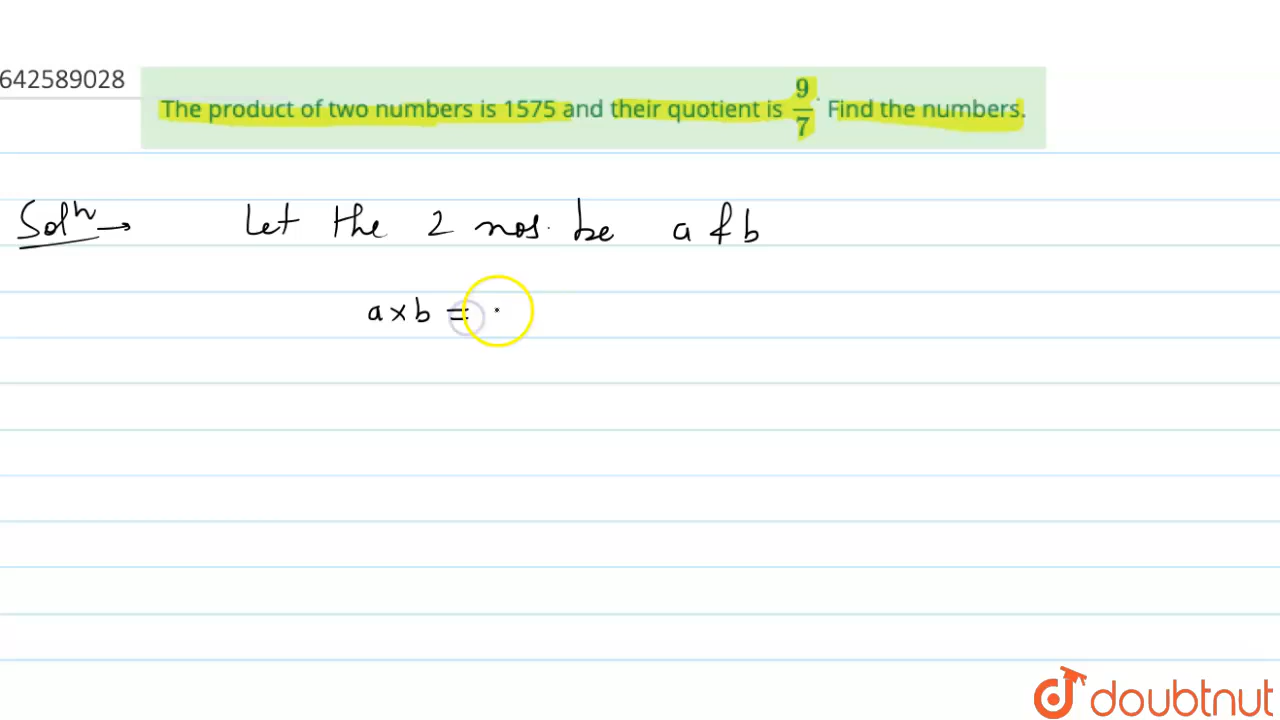 642589028
The product of two numbers is 1575 and their quotient is 9/7. Find the numbers.
Solⁿ → Let the 2 nos. be a & b
a × b =
doubtnut